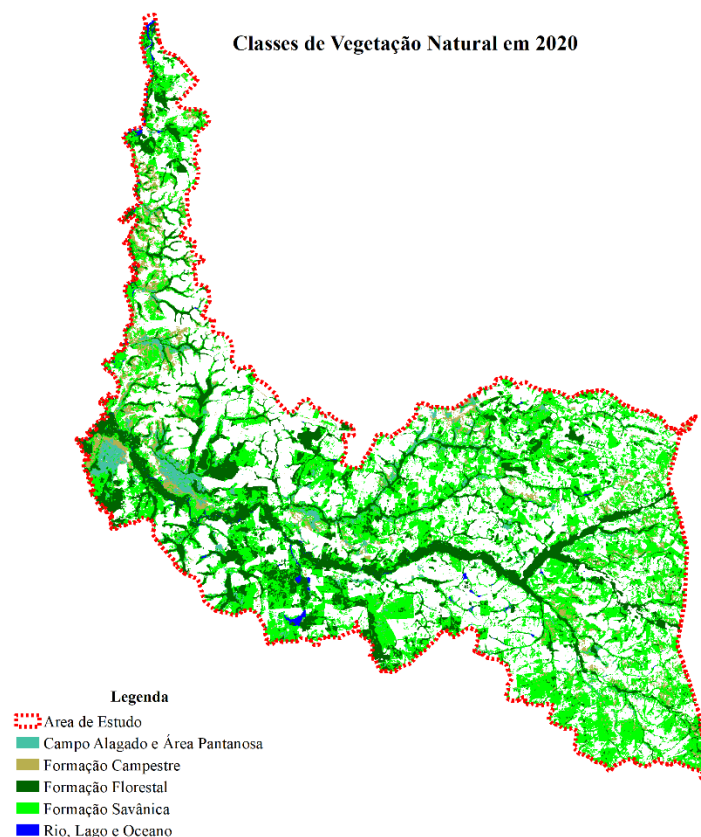 Classes de Vegetação Natural em 2020
Legenda
Area de Estudo
Campo Alagado e Área Pantanosa
Formação Campestre
Formação Florestal
Formação Savânica
Rio, Lago e Oceano